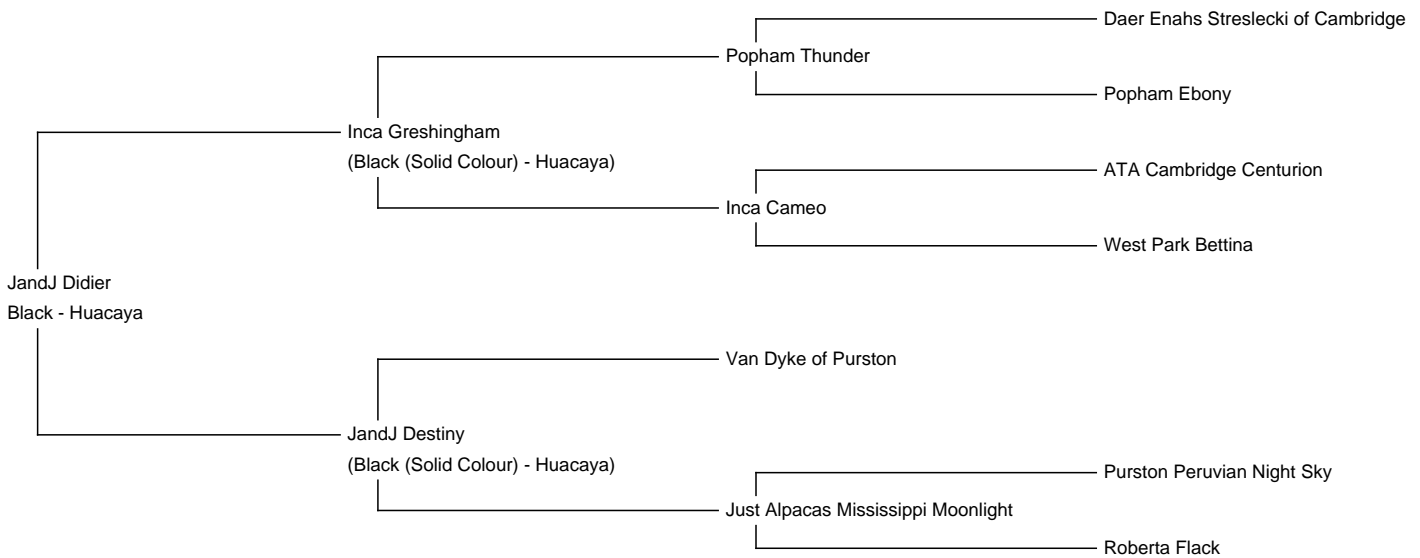 Daer Enahs Streslecki of Cambridge
Popham Thunder
Popham Ebony
Inca Greshingham
(Black (Solid Colour) - Huacaya)
ATA Cambridge Centurion
Inca Cameo
West Park Bettina
JandJ Didier
Black - Huacaya
Van Dyke of Purston
JandJ Destiny
(Black (Solid Colour) - Huacaya)
Purston Peruvian Night Sky
Just Alpacas Mississippi Moonlight
Roberta Flack